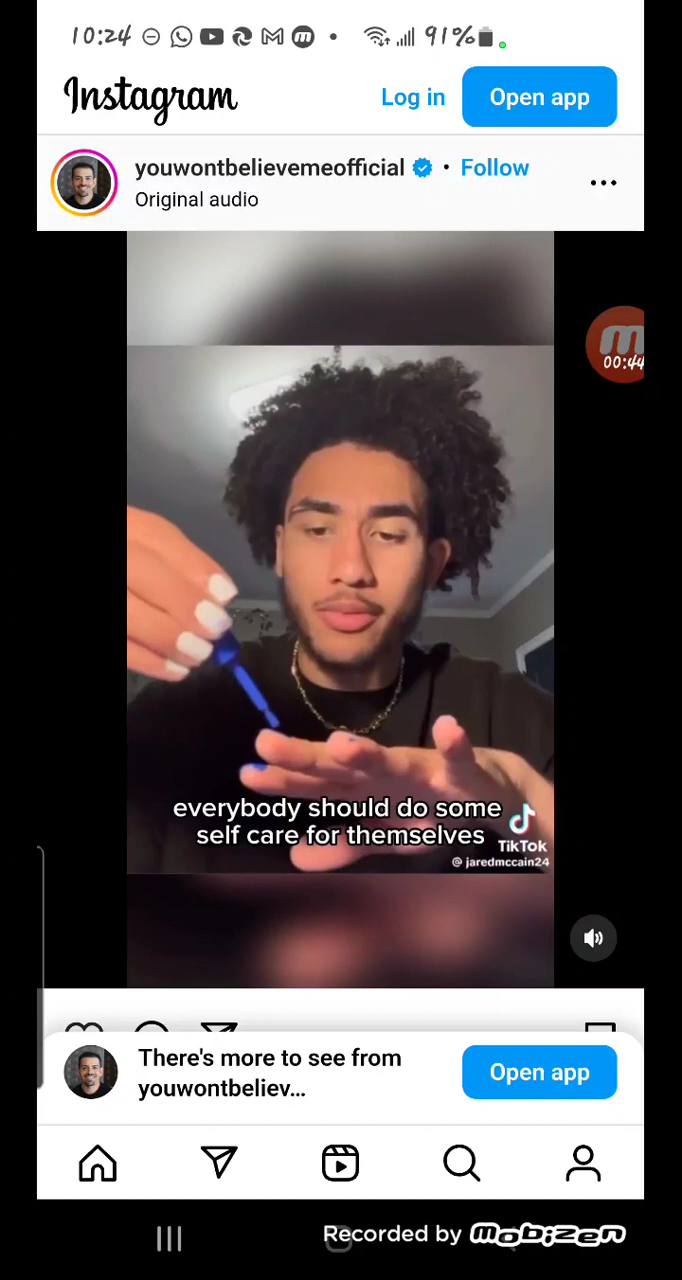 10:24
91%
Instagram
Log in
Open app
youwontbelievemeofficial • Follow
Original audio
00:44
everybody should do some
self care for themselves
TikTok
@ jaredmccain24
There's more to see from
youwontbeliev...
Open app
Recorded by mobizen